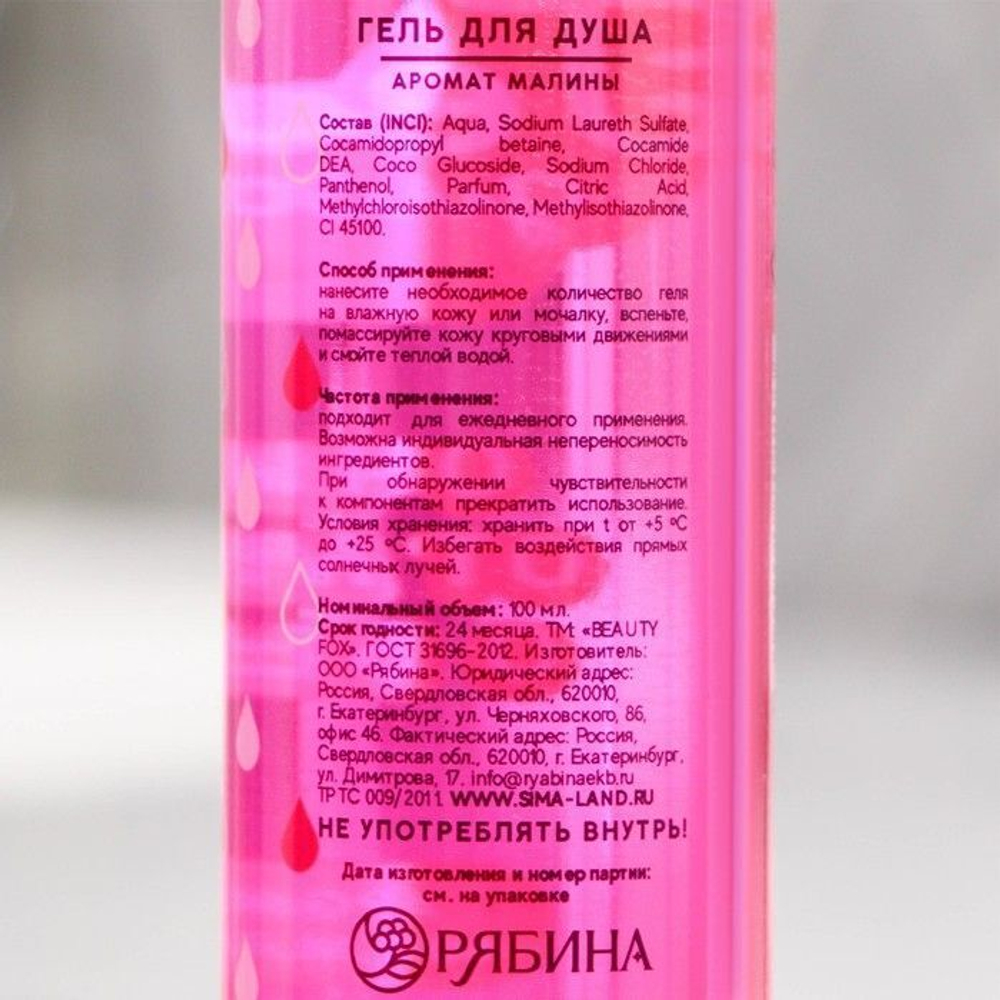 ГЕЛЬ ДЛЯ ДУША
АРОМАТ МАЛИНЫ
Состав (INCI): Aqua, Sodium Laureth Sulfate,
Cocamidopropyl betaine, Cocamide
DEA, Coco Glucoside, Sodium Chloride,
Panthenol, Parfum, Citric Acid,
Methylchloroisothiazolinone, Methylisothiazolinone,
CI 45100.
Способ применения:
нанесите необходимое количество геля
на влажную кожу или мочалку, вспеньте,
помассируйте кожу круговыми движениями
и смойте теплой водой.
Частота применения:
подходит для ежедневного применения.
Возможна индивидуальная непереносимость
ингредиентов.
При обнаружении чувствительности
к компонентам прекратить использование.
Условия хранения: хранить при t от +5 °C
до +25 °C. Избегать воздействия прямых
солнечных лучей.
Номинальный объем: 100 мл.
Срок годности: 24 месяца. ТМ: «BEAUTY
FOX». ГОСТ 31696-2012. Изготовитель:
ООО «Рябина». Юридический адрес:
Россия, Свердловская обл., 620010,
г. Екатеринбург, ул. Черняховского, 86,
офис 46. Фактический адрес: Россия,
Свердловская обл., 620010, г. Екатеринбург,
ул. Димитрова, 17. info@ryabinaekb.ru
ТР ТС 009/2011. WWW.SIMA-LAND.RU
НЕ УПОТРЕБЛЯТЬ ВНУТРЬ!
Дата изготовления и номер партии:
см. на упаковке
РЯБИНА